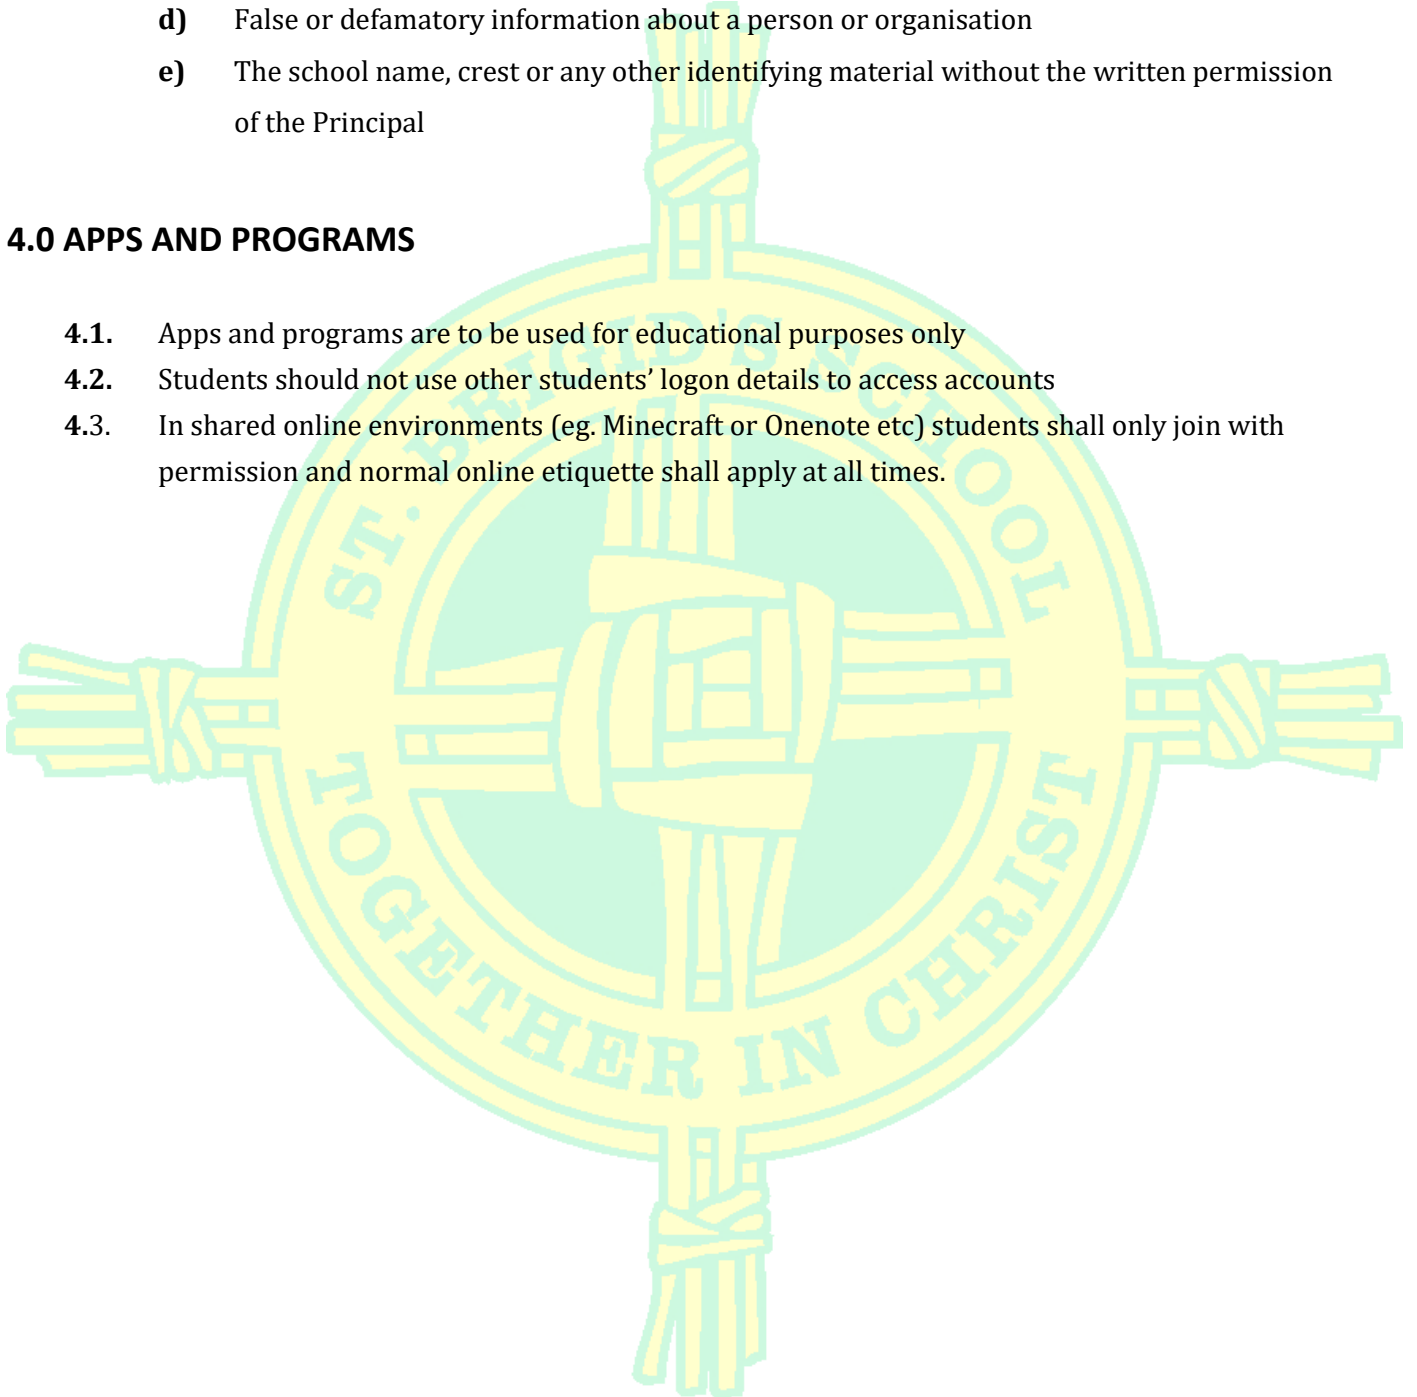 d) False or defamatory information about a person or organisation
e) The school name, crest or any other identifying material without the written permission
of the Principal
4.0 APPS AND PROGRAMS
4.1. Apps and programs are to be used for educational purposes only
4.2. Students should not use other students’ logon details to access accounts
4.3. In shared online environments (eg. Minecraft or Onenote etc) students shall only join with
permission and normal online etiquette shall apply at all times.
ST. BRIGID'S SCHOOL
TOGETHER IN CHRIST